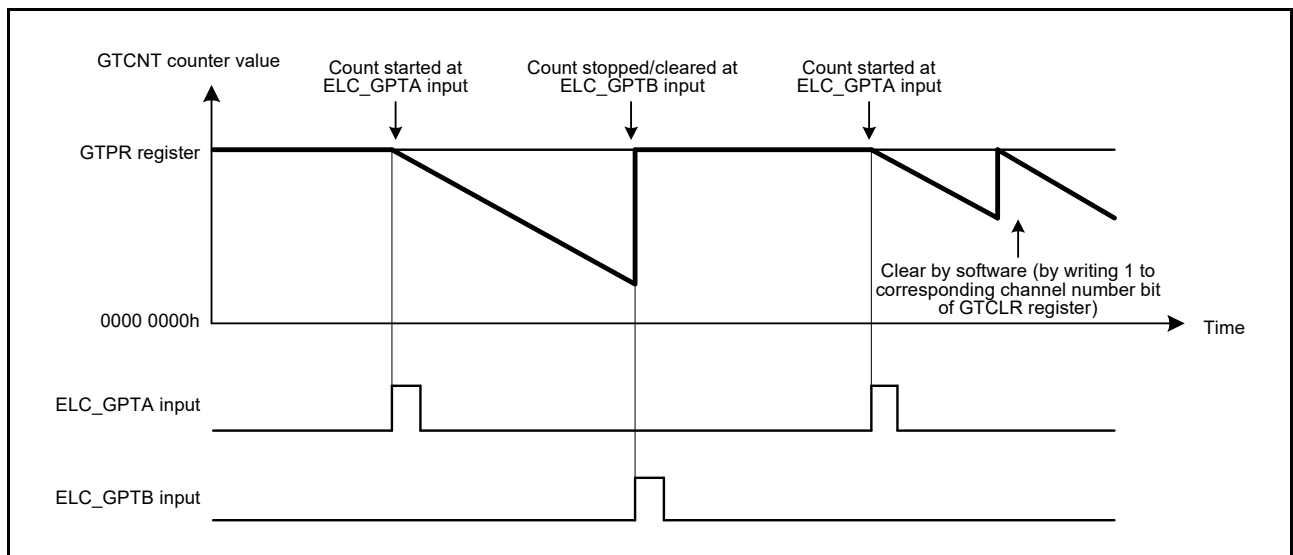 GTCNT counter value
Count started at
ELC_GPTA input
Count stopped/cleared at
ELC_GPTB input
Count started at
ELC_GPTA input
GTPR register
Clear by software (by writing 1 to
corresponding channel number bit
of GTCLR register)
0000 0000h
Time
ELC_GPTA input
ELC_GPTB input